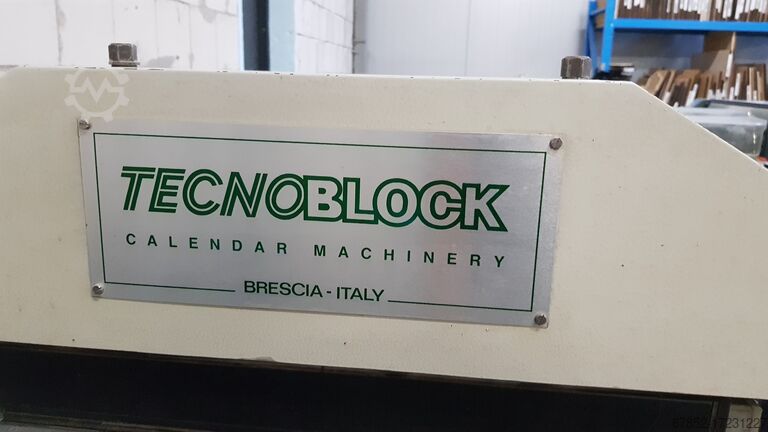 TECNOBLOCK
CALENDAR MACHINERY
BRESCIA - ITALY